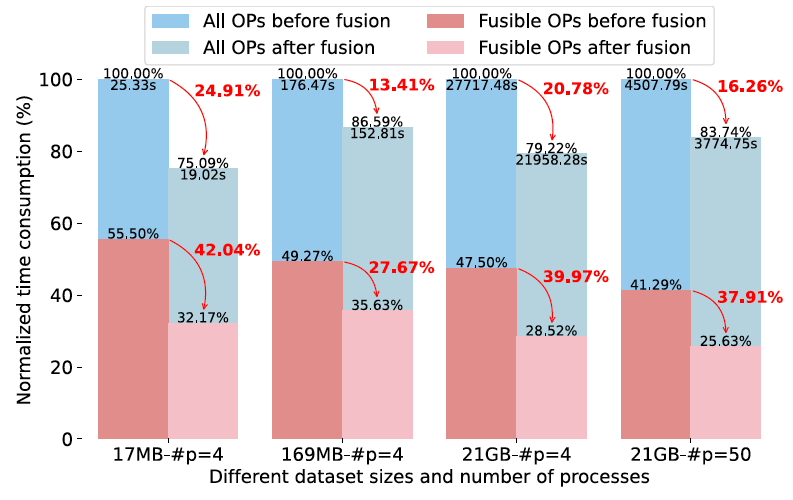 All OPs before fusion
Fusible OPs before fusion
All OPs after fusion
Fusible OPs after fusion
Normalized time consumption (%)
100
80
60
40
20
0
100.00%
25.33s
24.91%
75.09%
19.02s
55.50%
42.04%
32.17%
100.00%
176.47s
13.41%
86.59%
152.81s
49.27%
27.67%
35.63%
100.00%
27717.48s
20.78%
79.22%
21958.28s
47.50%
39.97%
28.52%
100.00%
4507.79s
16.26%
83.74%
3774.75s
41.29%
37.91%
25.63%
17MB-#p=4
169MB-#p=4
21GB-#p=4
21GB-#p=50
Different dataset sizes and number of processes